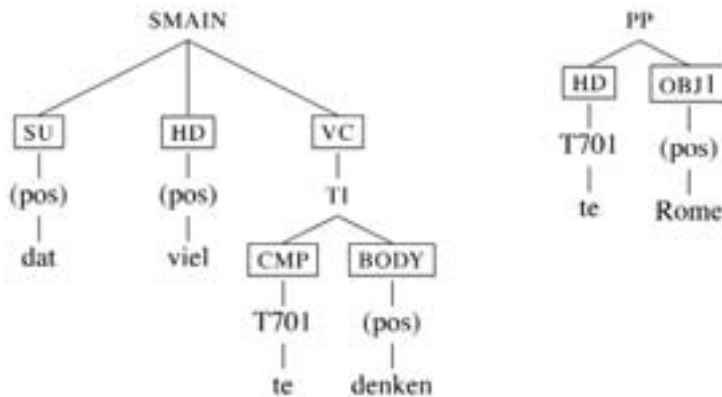 SMAIN PP
HD OBJ1
SU HD VC
T701 (pos)
(pos) (pos) TI
te Rome
dat viel
CMP BODY
T701 (pos)
te denken